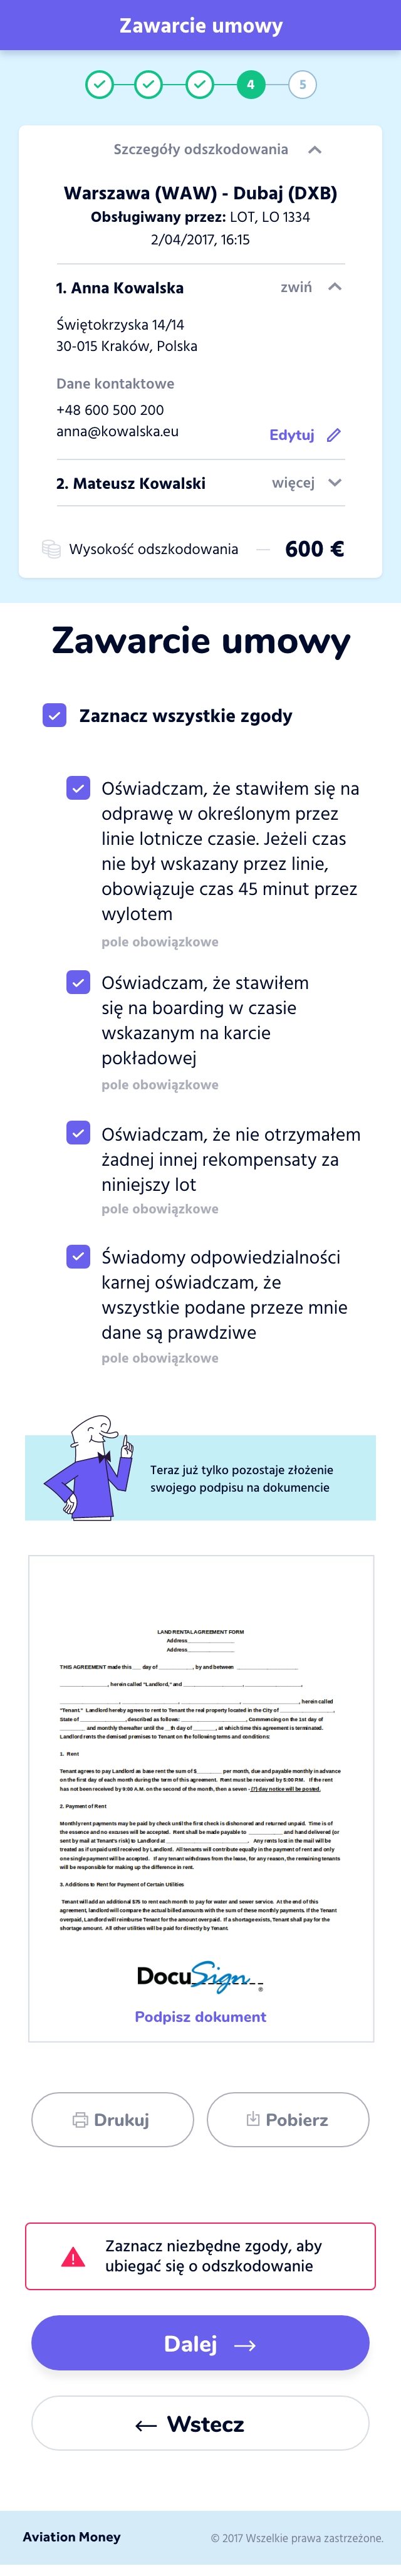 Zawarcie umowy
4
5
Szczegóły odszkodowania
Warszawa (WAW) - Dubaj (DXB)
Obsługiwany przez: LOT, LO 1334
2/04/2017, 16:15
1. Anna Kowalska
zwiń
Świętokrzyska 14/14
30-015 Kraków, Polska
Dane kontaktowe
+48 600 500 200
anna@kowalska.eu
Edytuj
2. Mateusz Kowalski
więcej
Wysokość odszkodowania — 600 €
Zawarcie umowy
Zaznacz wszystkie zgody
Oświadczam, że stawiłem się na
odprawę w określonym przez
linie lotnicze czasie. Jeżeli czas
nie był wskazany przez linie,
obowiązuje czas 45 minut przez
wylotem
pole obowiązkowe
Oświadczam, że stawiłem
się na boarding w czasie
wskazanym na karcie
pokładowej
pole obowiązkowe
Oświadczam, że nie otrzymałem
żadnej innej rekompensaty za
niniejszy lot
pole obowiązkowe
Świadomy odpowiedzialności
karnej oświadczam, że
wszystkie podane przeze mnie
dane są prawdziwe
pole obowiązkowe
Teraz już tylko pozostaje złożenie
swojego podpisu na dokumencie
LAND RENTAL AGREEMENT FORM
Address_________________
Address_________________
THIS AGREEMENT made this ___ day of ____________, by and between ______________________
_________________, herein called "Landlord," and _____________________, _____________________,
_____________________, _____________________, _____________________, _____________________, herein called
"Tenant." Landlord hereby agrees to rent to Tenant the real property located in the City of ____________________,
State of ________________, described as follows: ________________________, Commencing on the 1st day of
_________ and monthly thereafter until the __th day of ________, at which time this agreement is terminated.
Landlord rents the demised premises to Tenant on the following terms and conditions:
1. Rent
Tenant agrees to pay Landlord as base rent the sum of $_________ per month, due and payable monthly in advance
on the first day of each month during the term of this agreement. Rent must be received by 5:00 P.M. If the rent
has not been received by 9:00 A.M. on the second of the month, then a seven - (7) day notice will be posted.
2. Payment of Rent
Monthly rent payments may be paid by check until the first check is dishonored and returned unpaid. Time is of
the essence and no excuses will be accepted. Rent shall be made payable to ____________ and hand delivered (or
sent by mail at Tenant's risk) to Landlord at ______________________________. Any rents lost in the mail will be
treated as if unpaid until received by Landlord. All tenants will contribute equally in the payment of rent and only
one single payment will be accepted. If any tenant withdraws from the lease, for any reason, the remaining tenants
will be responsible for making up the difference in rent.
3. Additions to Rent for Payment of Certain Utilities
Tenant will add an additional $75 to rent each month to pay for water and sewer service. At the end of this
agreement, landlord will compare the actual billed amounts with the sum of these monthly payments. If the Tenant
overpaid, Landlord will reimburse Tenant for the amount overpaid. If a shortage exists, Tenant shall pay for the
shortage amount. All other utilities will be paid for directly by Tenant.
DocuSign®
Podpisz dokument
Drukuj
Pobierz
Zaznacz niezbędne zgody, aby
ubiegać się o odszkodowanie
Dalej →
← Wstecz
Aviation Money
© 2017 Wszelkie prawa zastrzeżone.